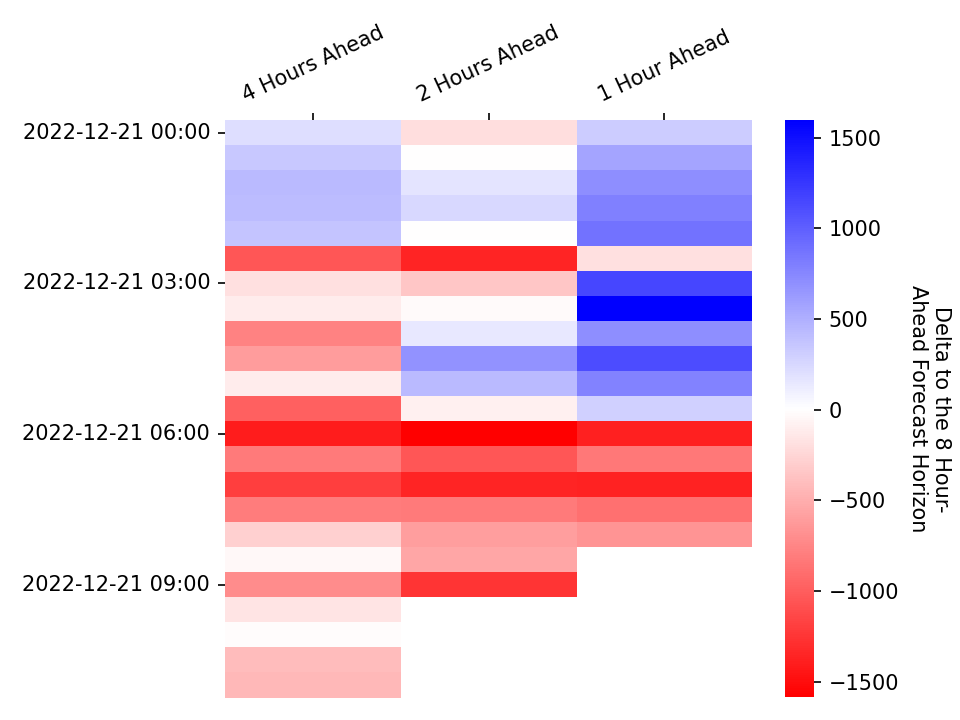 4 Hours Ahead
2 Hours Ahead
1 Hour Ahead
2022-12-21 00:00
2022-12-21 03:00
2022-12-21 06:00
2022-12-21 09:00
1500
1000
500
0
−500
−1000
−1500
Delta to the 8 Hour-
Ahead Forecast Horizon